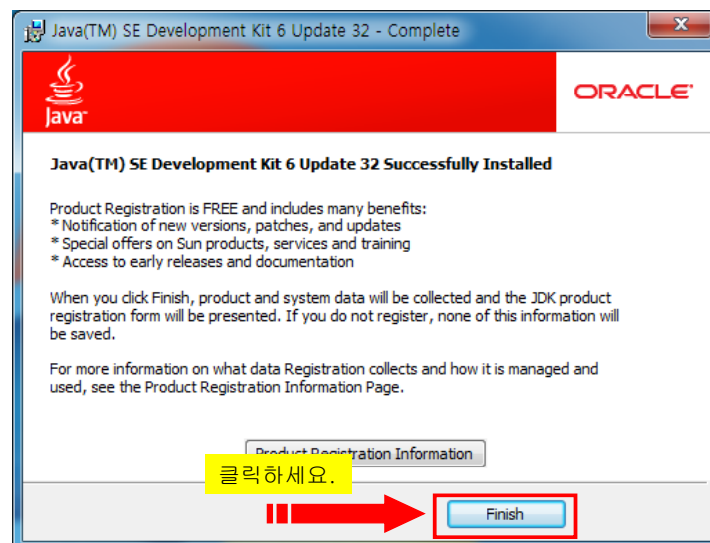 Java(TM) SE Development Kit 6 Update 32 - Complete
Java™
ORACLE®
Java(TM) SE Development Kit 6 Update 32 Successfully Installed
Product Registration is FREE and includes many benefits:
* Notification of new versions, patches, and updates
* Special offers on Sun products, services and training
* Access to early releases and documentation
When you click Finish, product and system data will be collected and the JDK product
registration form will be presented. If you do not register, none of this information will
be saved.
For more information on what data Registration collects and how it is managed and
used, see the Product Registration Information Page.
Product Registration Information
클릭하세요.
Finish